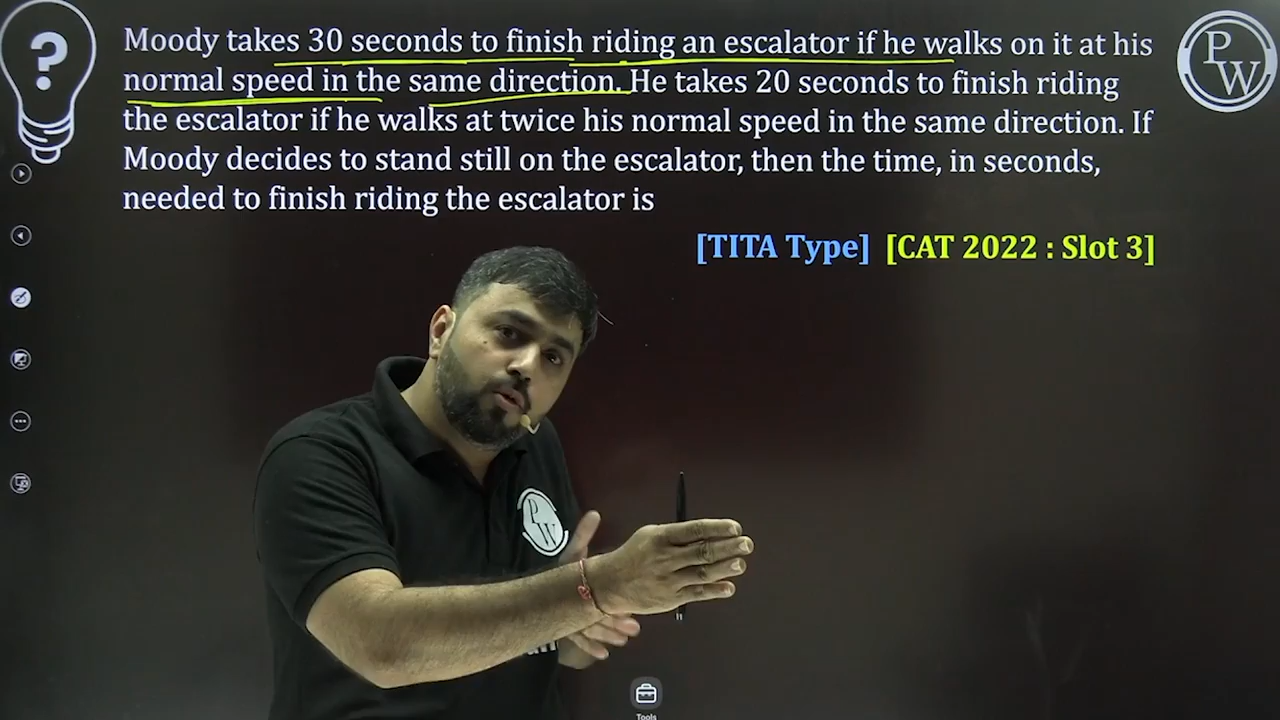 Moody takes 30 seconds to finish riding an escalator if he walks on it at his
normal speed in the same direction. He takes 20 seconds to finish riding
the escalator if he walks at twice his normal speed in the same direction. If
Moody decides to stand still on the escalator, then the time, in seconds,
needed to finish riding the escalator is
[TITA Type] [CAT 2022 : Slot 3]
?
P
W
P
W
Tools